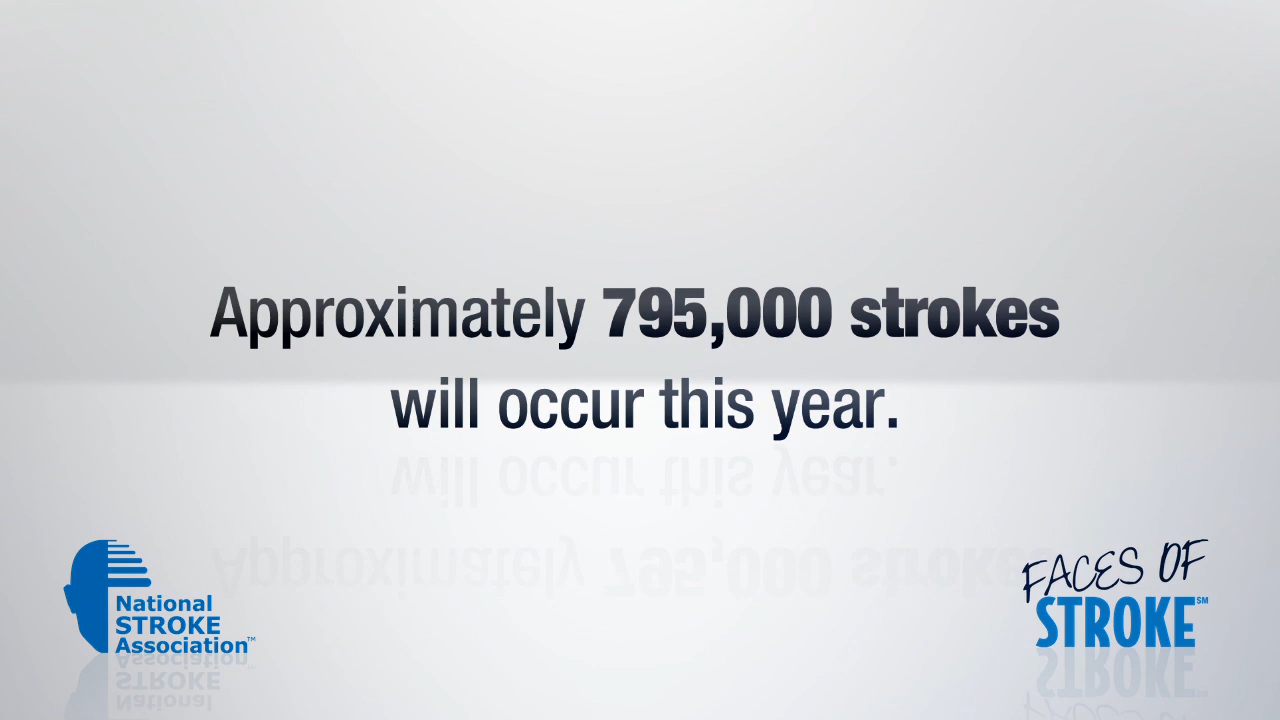 Approximately 795,000 strokes
will occur this year.
National
STROKE
Association™
FACES OF
STROKE℠